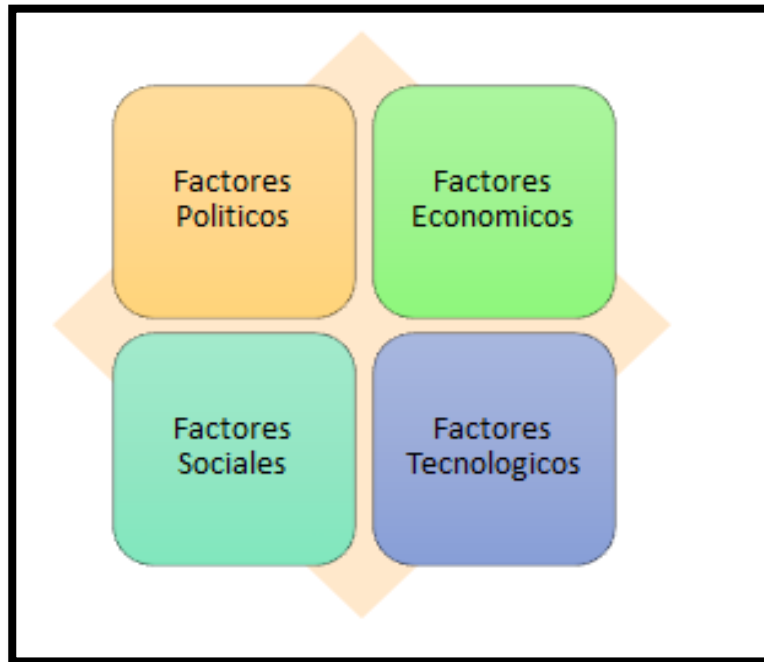 Factores
Politicos
Factores
Economicos
Factores
Sociales
Factores
Tecnologicos